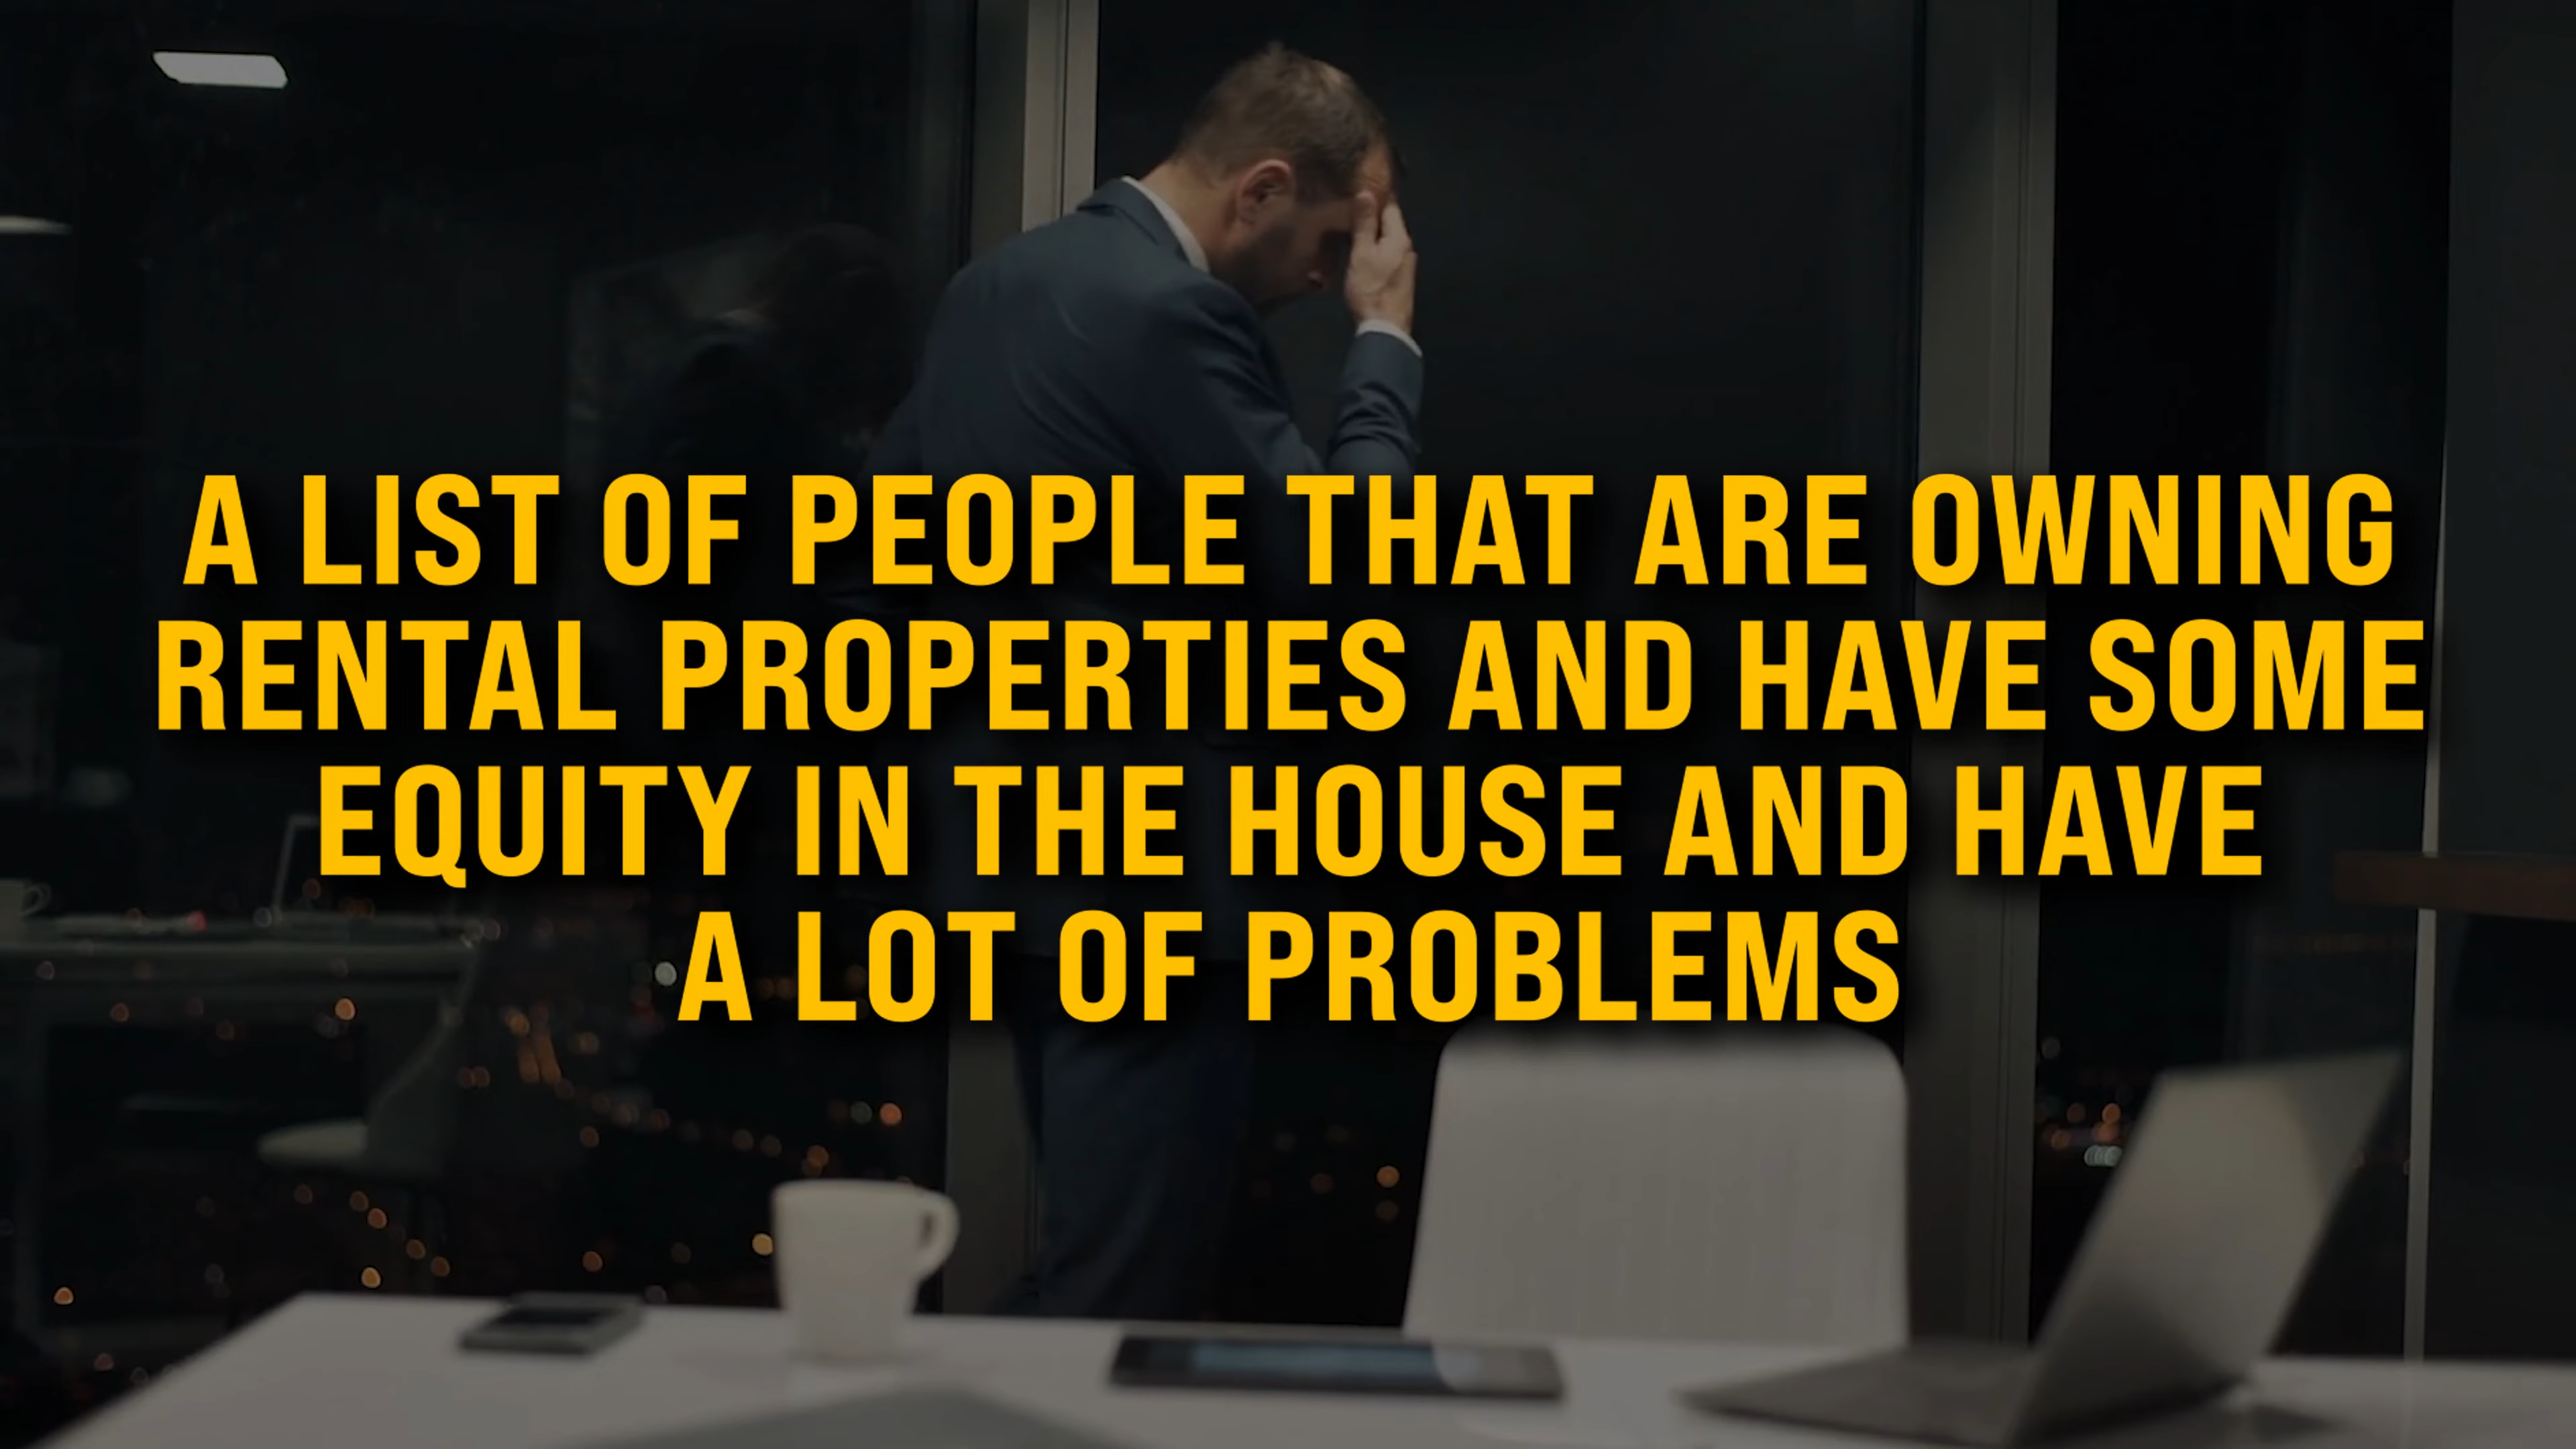 A LIST OF PEOPLE THAT ARE OWNING
RENTAL PROPERTIES AND HAVE SOME
EQUITY IN THE HOUSE AND HAVE
A LOT OF PROBLEMS